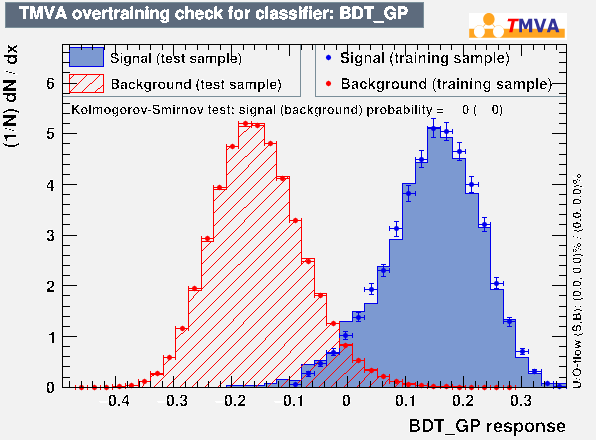 TMVA overtraining check for classifier: BDT_GP
TMVA
Signal (test sample)
Background (test sample)
Signal (training sample)
Background (training sample)
Kolmogorov-Smirnov test: signal (background) probability = 0 ( 0)
(1/N) dN / dx
6
5
4
3
2
1
0
−0.4 −0.3 −0.2 −0.1 0 0.1 0.2 0.3
BDT_GP response
U/O-flow (S,B): (0.0, 0.0)% / (0.0, 0.0)%